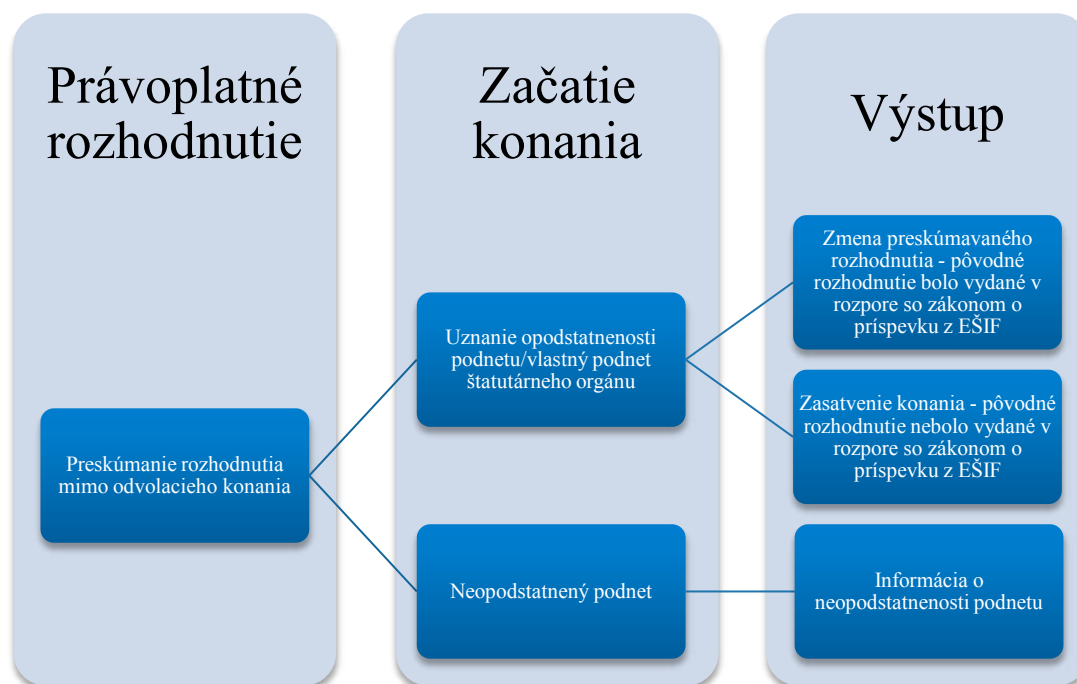 Právoplatné
rozhodnutie
Začatie
konania
Výstup
Preskúmanie rozhodnutia
mimo odvolacieho konania
Uznanie opodstatnenosti
podnetu/vlastný podnet
štatutárneho orgánu
Neopodstatnený podnet
Zmena preskúmavaného
rozhodnutia - pôvodné
rozhodnutie bolo vydané v
rozpore so zákonom o
príspevku z EŠIF
Zasatvenie konania - pôvodné
rozhodnutie nebolo vydané v
rozpore so zákonom o
príspevku z EŠIF
Informácia o
neopodstatnenosti podnetu